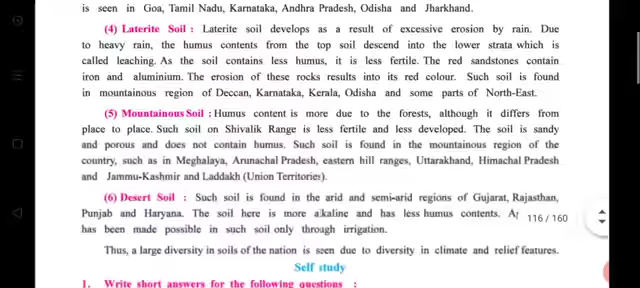 is seen in Goa, Tamil Nadu, Karnataka, Andhra Pradesh, Odisha and Jharkhand.
(4) Laterite Soil : Laterite soil develops as a result of excessive erosion by rain. Due
to heavy rain, the humus contents from the top soil descend into the lower strata which is
called leaching. As the soil contains less humus, it is less fertile. The red sandstones contain
iron and aluminium. The erosion of these rocks results into its red colour. Such soil is found
in mountainous region of Deccan, Karnataka, Kerala, Odisha and some parts of North-East.
(5) Mountainous Soil : Humus content is more due to the forests, although it differs from
place to place. Such soil on Shivalik Range is less fertile and less developed. The soil is sandy
and porous and does not contain humus. Such soil is found in the mountainous region of the
country, such as in Meghalaya, Arunachal Pradesh, eastern hill ranges, Uttarakhand, Himachal Pradesh
and Jammu-Kashmir and Laddakh (Union Territories).
(6) Desert Soil : Such soil is found in the arid and semi-arid regions of Gujarat, Rajasthan,
Punjab and Haryana. The soil here is more alkaline and has less humus contents.
116 / 160
has been made possible in such soil only through irrigation.
Thus, a large diversity in soils of the nation is seen due to diversity in climate and relief features.
Self study
1. Write short answers for the following questions :